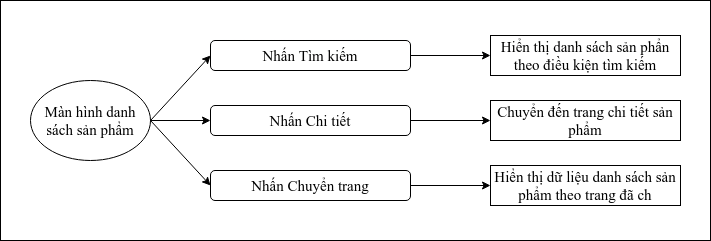 Màn hình danh
sách sản phẩm
Nhấn Tìm kiếm
Hiển thị danh sách sản phẩn
theo điều kiện tìm kiếm
Nhấn Chi tiết
Chuyển đến trang chi tiết sản
phẩm
Nhấn Chuyển trang
Hiển thị dữ liệu danh sách sản
phẩm theo trang đã ch